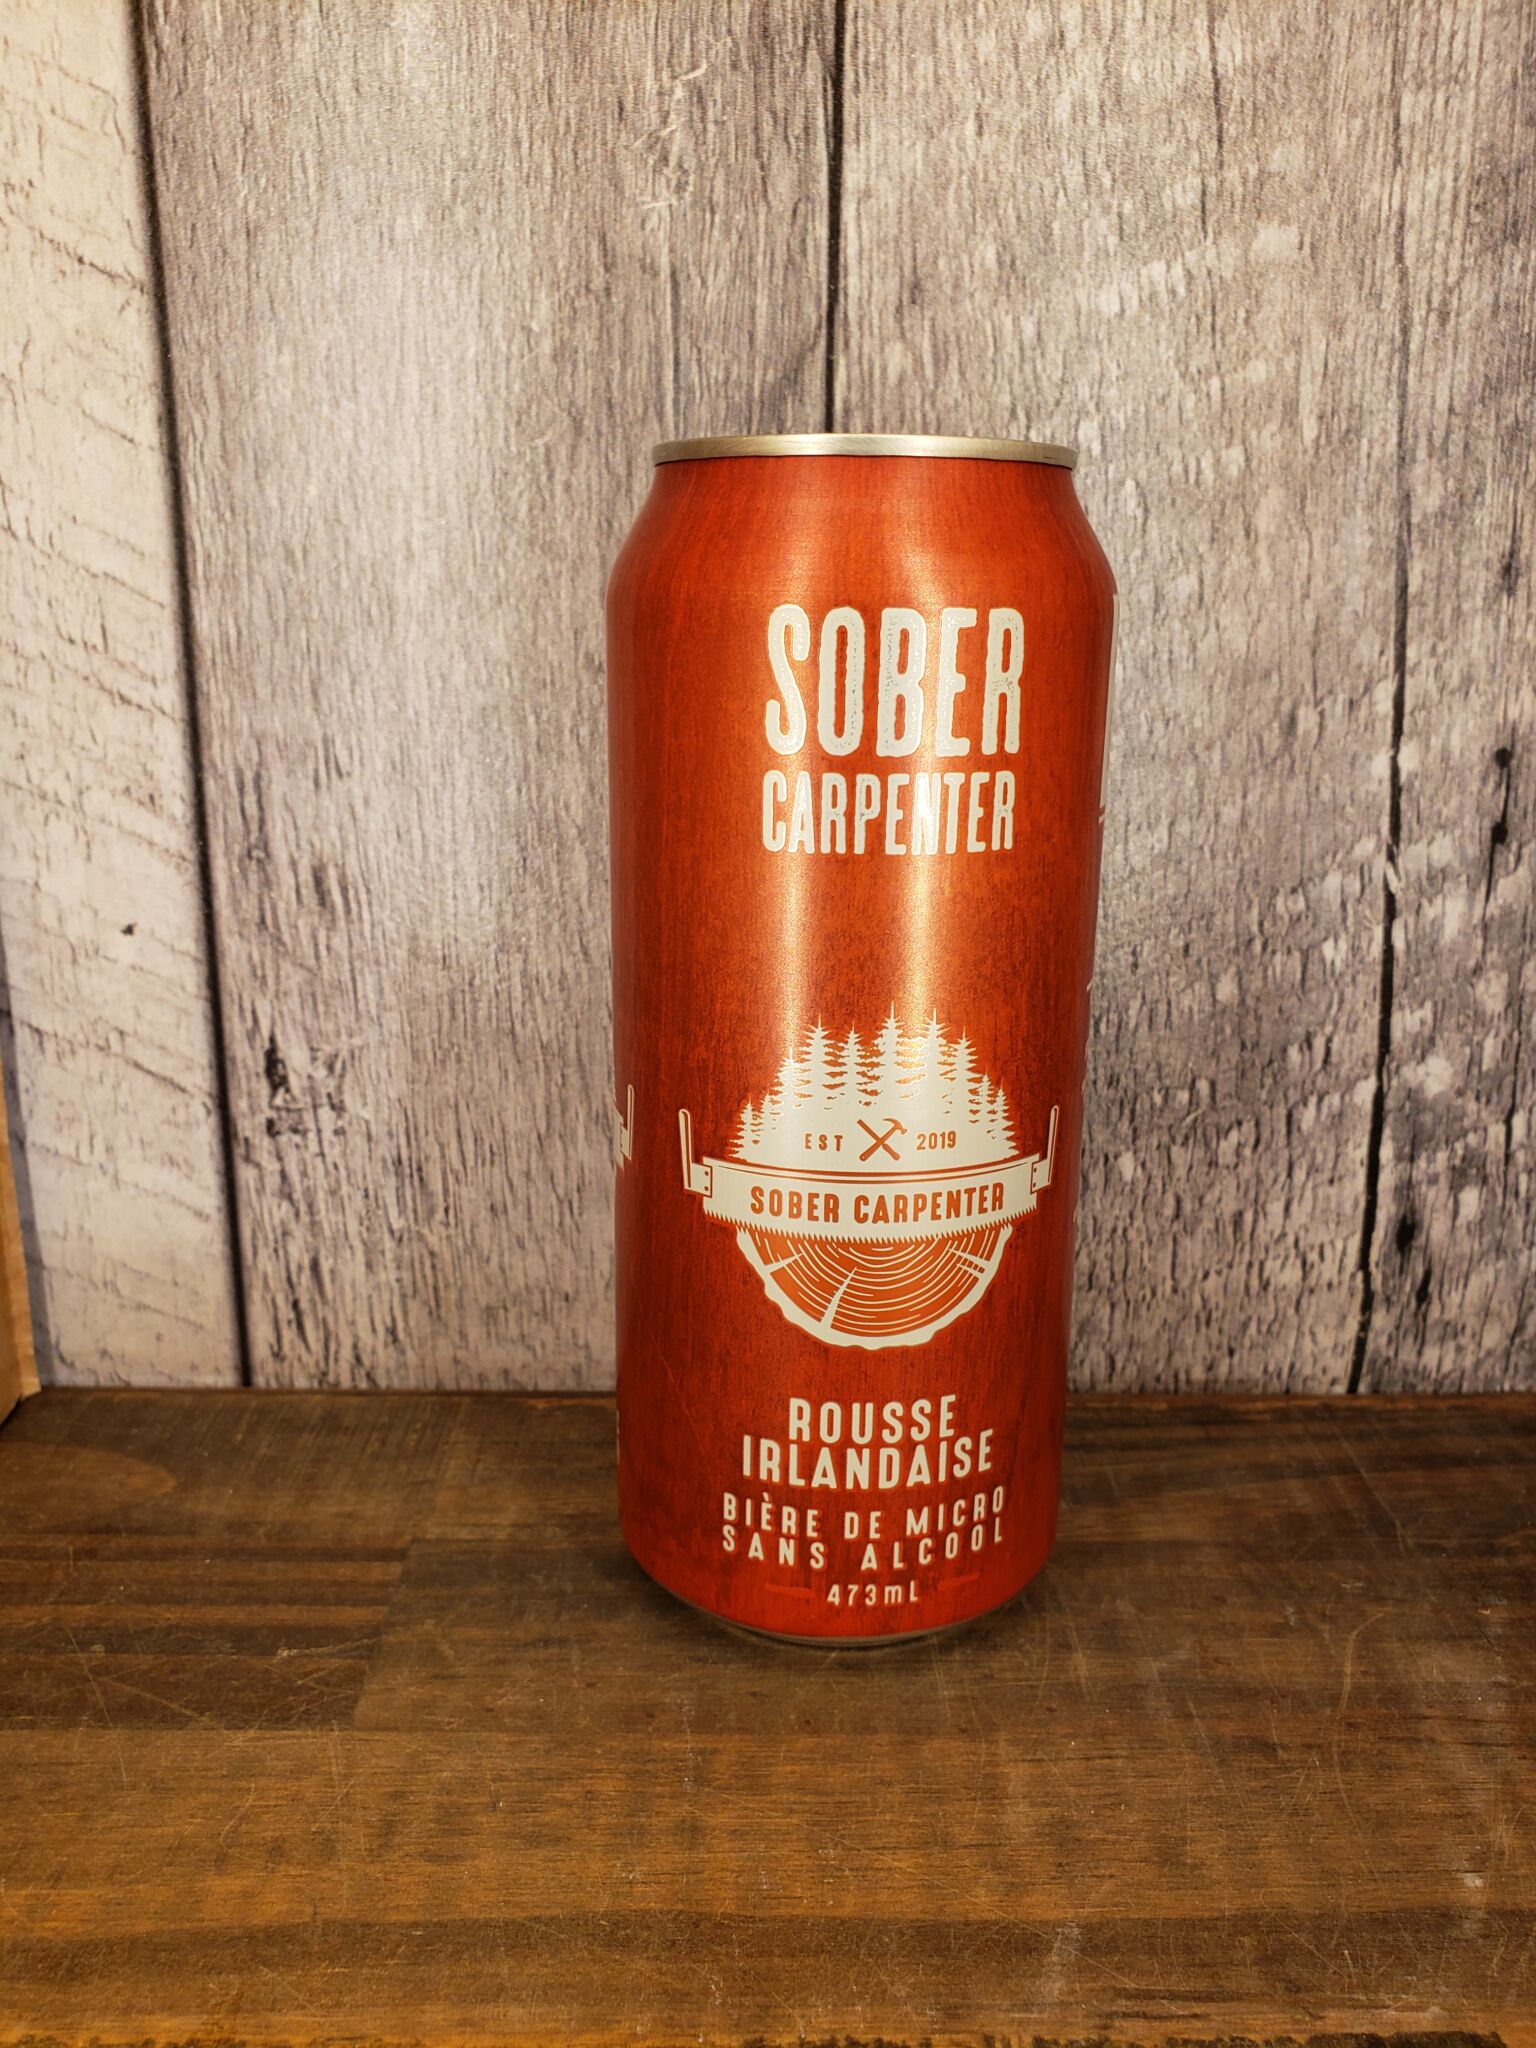 SOBER
CARPENTER
EST 2019
SOBER CARPENTER
ROUSSE
IRLANDAISE
BIÈRE DE MICRO
SANS ALCOOL
473mL